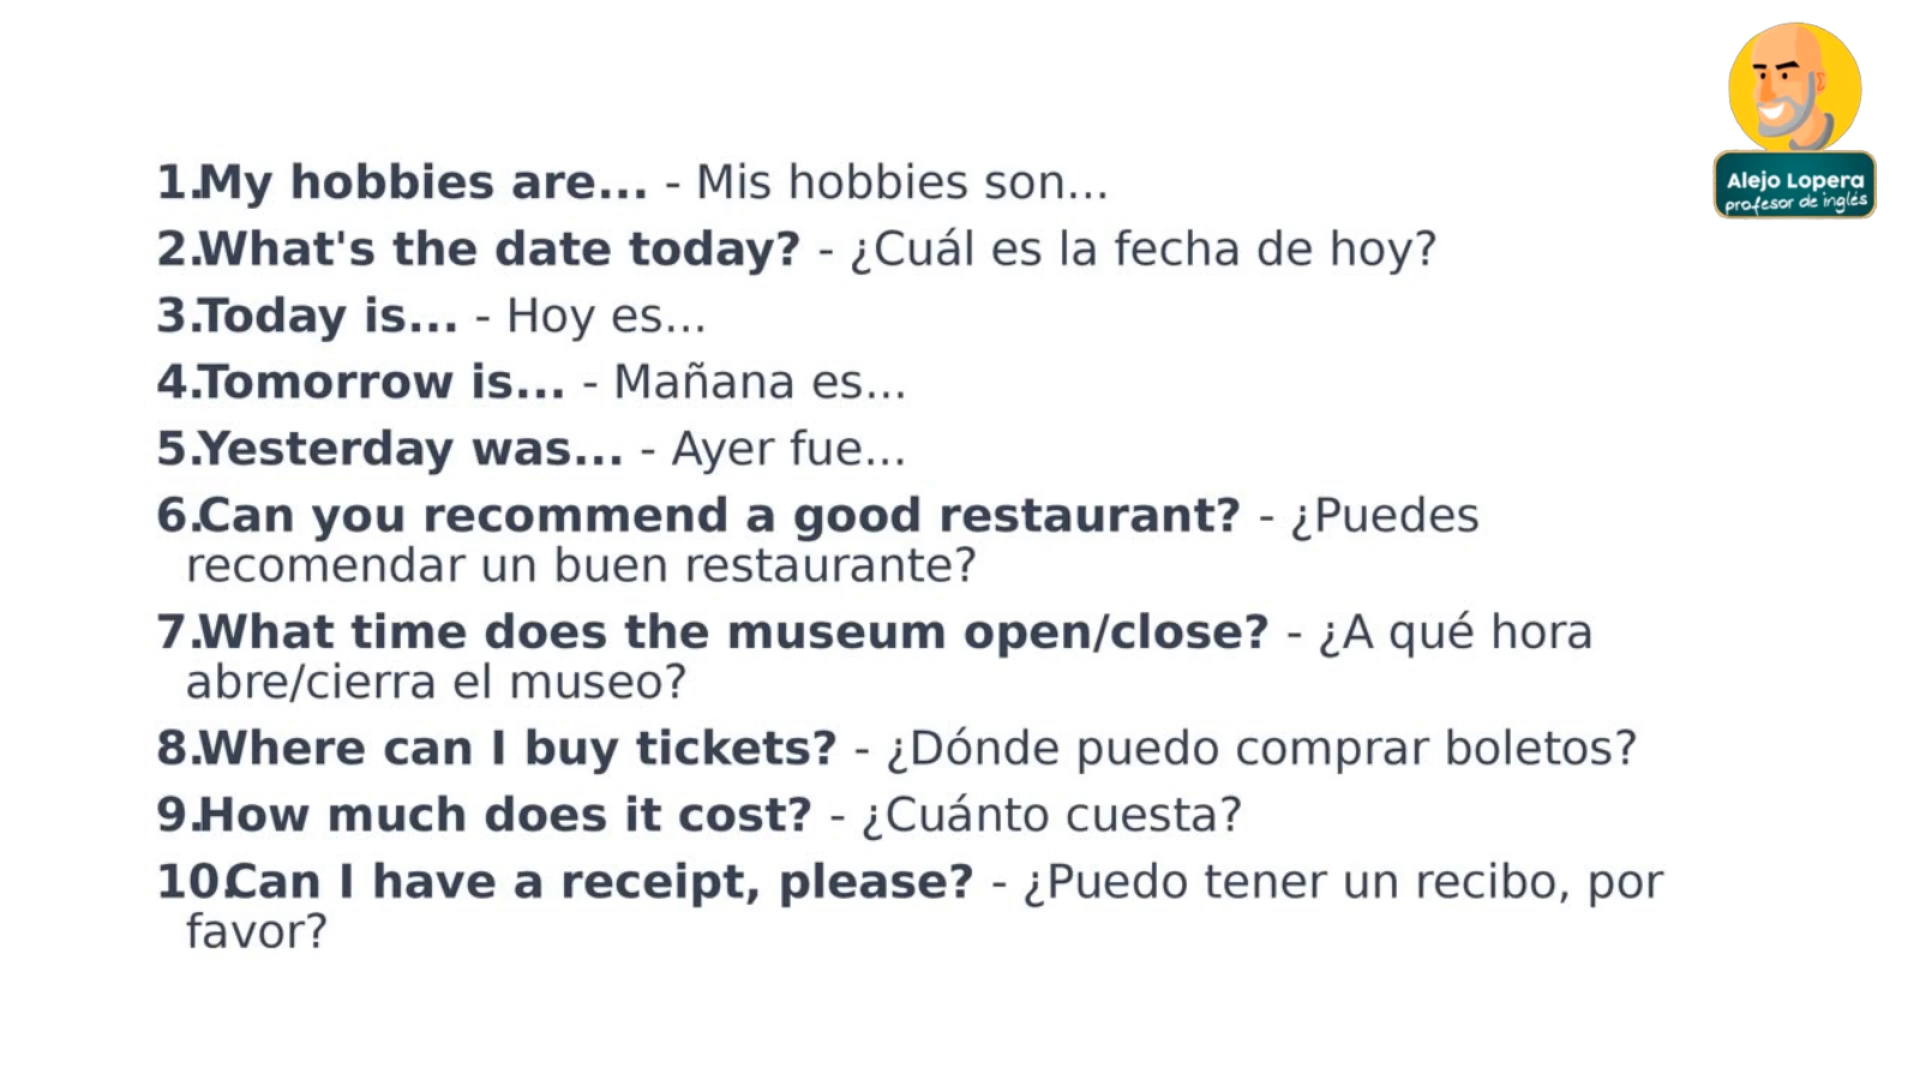 Alejo Lopera
profesor de inglés
1.My hobbies are... - Mis hobbies son...
2.What's the date today? - ¿Cuál es la fecha de hoy?
3.Today is... - Hoy es...
4.Tomorrow is... - Mañana es...
5.Yesterday was... - Ayer fue...
6.Can you recommend a good restaurant? - ¿Puedes
recomendar un buen restaurante?
7.What time does the museum open/close? - ¿A qué hora
abre/cierra el museo?
8.Where can I buy tickets? - ¿Dónde puedo comprar boletos?
9.How much does it cost? - ¿Cuánto cuesta?
10.Can I have a receipt, please? - ¿Puedo tener un recibo, por
favor?